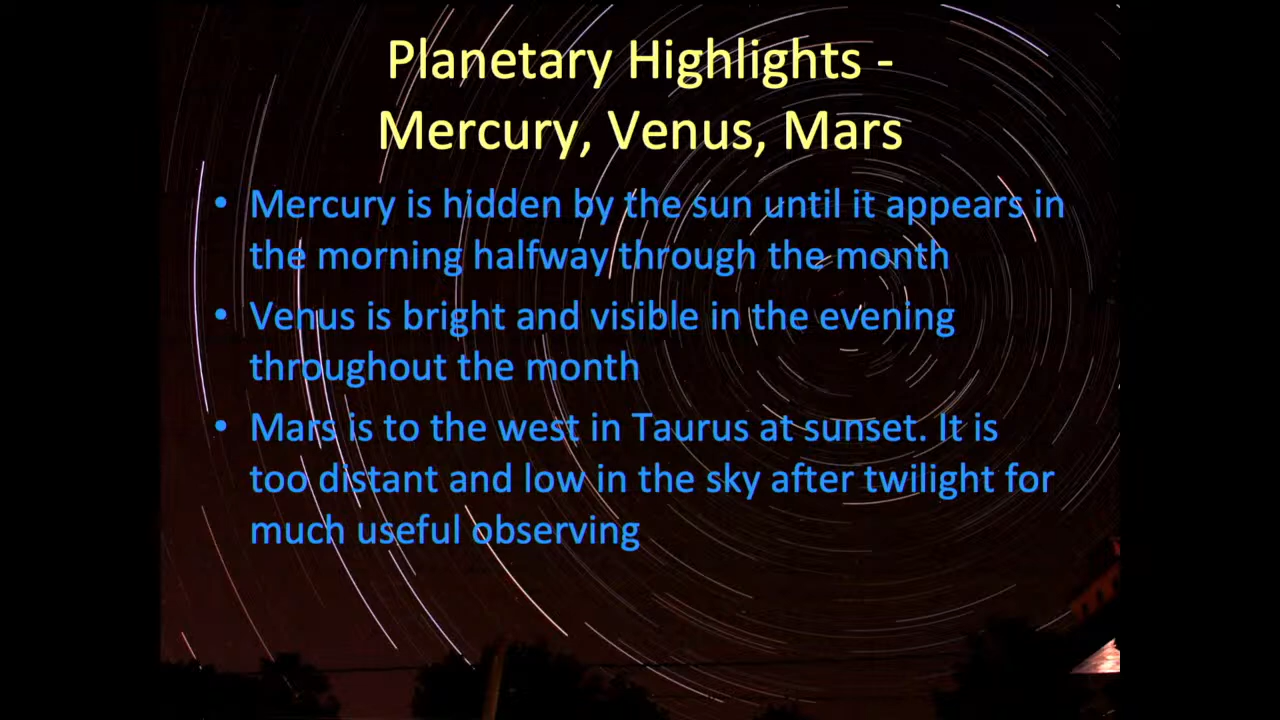 Planetary Highlights -
Mercury, Venus, Mars
• Mercury is hidden by the sun until it appears in
the morning halfway through the month
• Venus is bright and visible in the evening
throughout the month
• Mars is to the west in Taurus at sunset. It is
too distant and low in the sky after twilight for
much useful observing